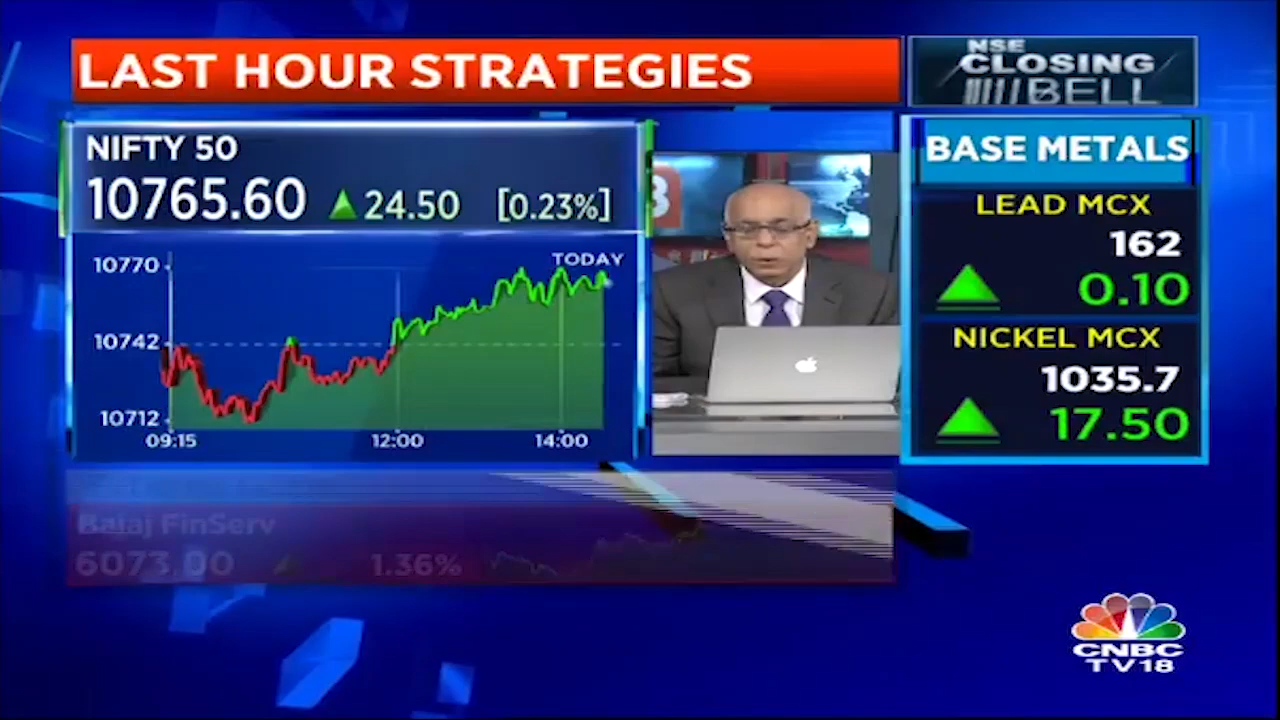 LAST HOUR STRATEGIES
NSE
CLOSING
BELL
NIFTY 50
10765.60 24.50 [0.23%]
TODAY
10770
10742
10712
09:15 12:00 14:00
BASE METALS
LEAD MCX
162
0.10
NICKEL MCX
1035.7
17.50
Bajaj FinServ
6073.00 1.36%
CNBC
TV18